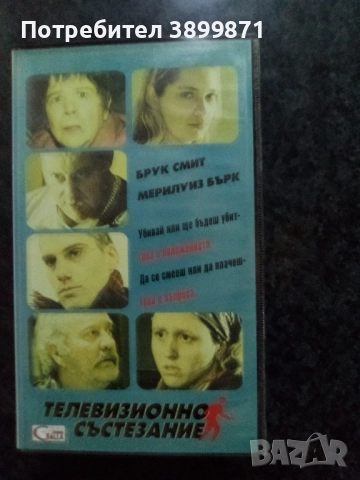 Потребител 3899871
БРУК СМИТ
МЕРИЛУИЗ БЪРК
Убивай или ще бъдеш убит-
Да се смееш или да плачеш-
ТЕЛЕВИЗИОННО
СЪСТЕЗАНИЕ
BAZAR